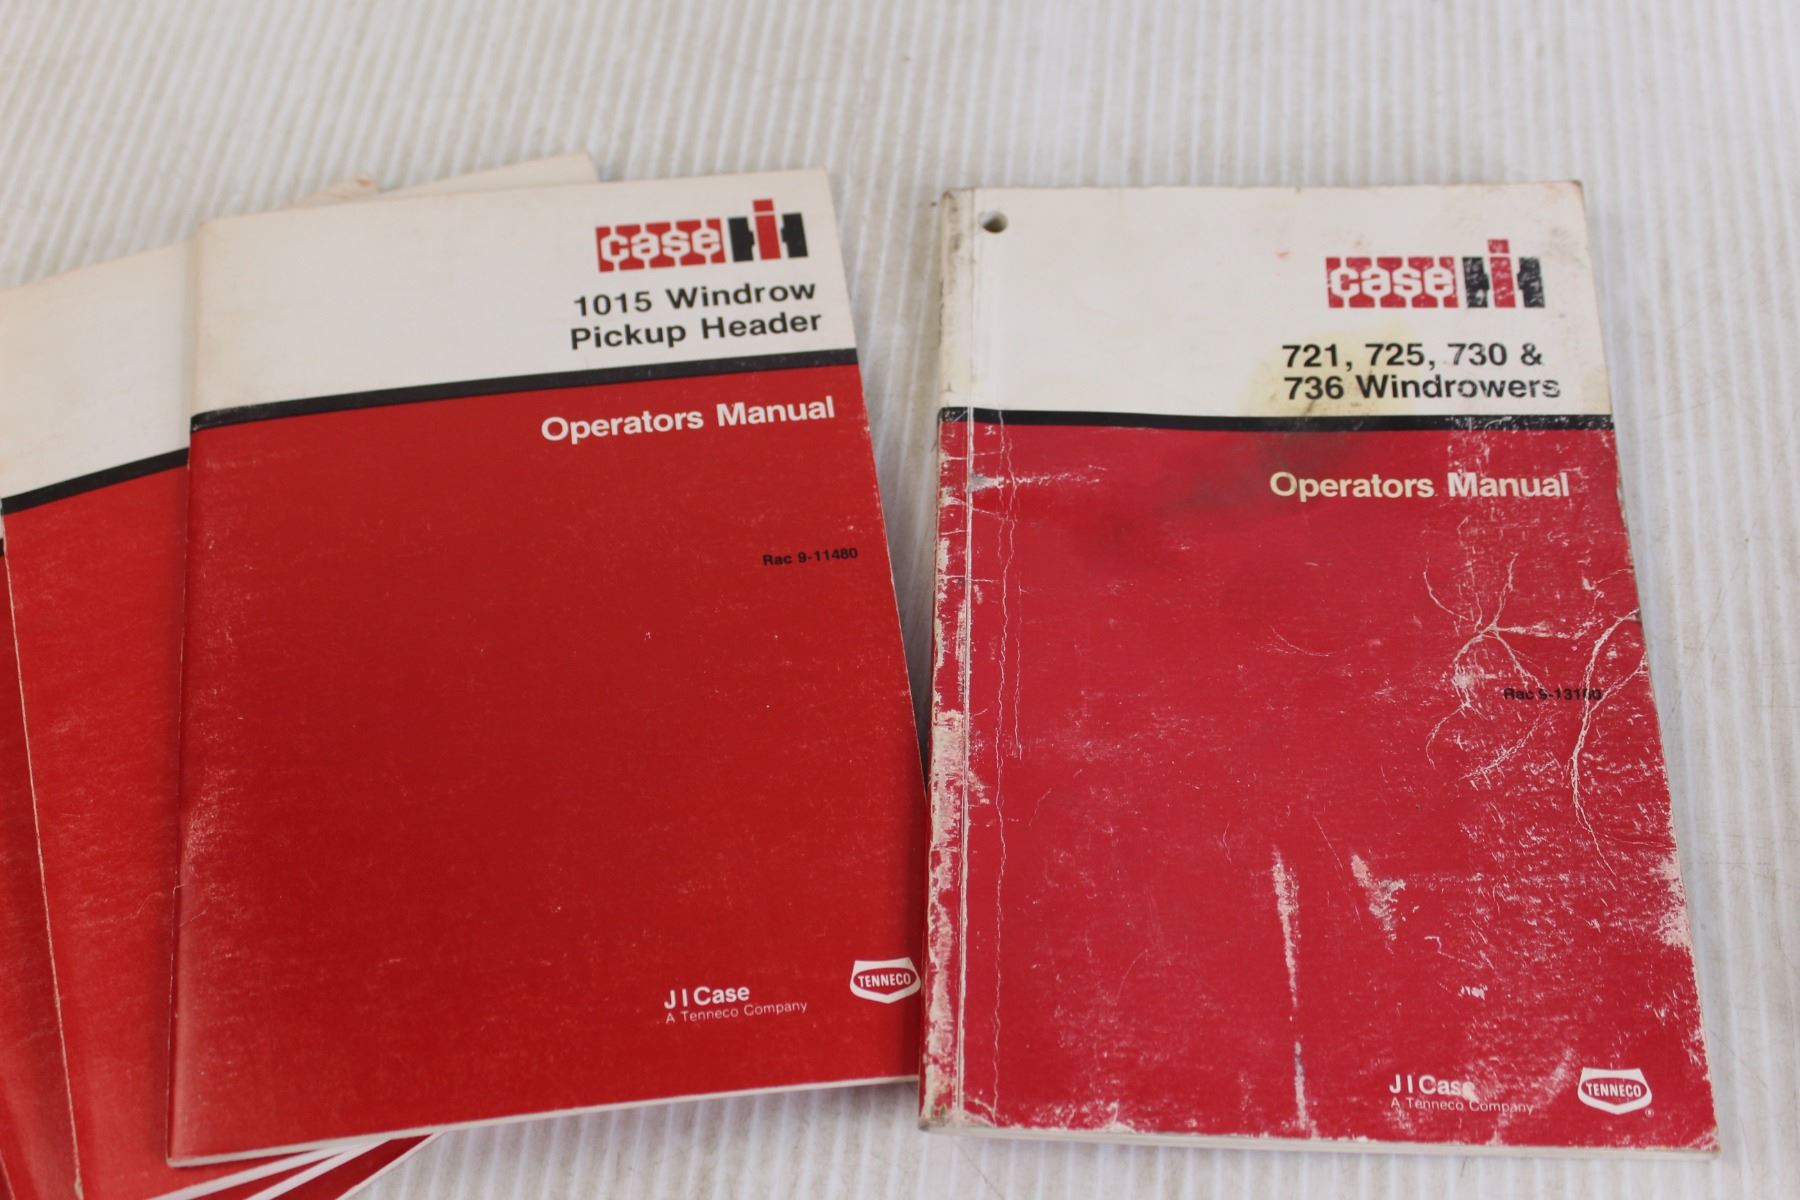 case IH
1015 Windrow
Pickup Header
Operators Manual
Rac 9-11480
J I Case
A Tenneco Company
TENNECO
case IH
721, 725, 730 &
736 Windrowers
Operators Manual
Rac
J I Case
A Tenneco Company
TENNECO
®